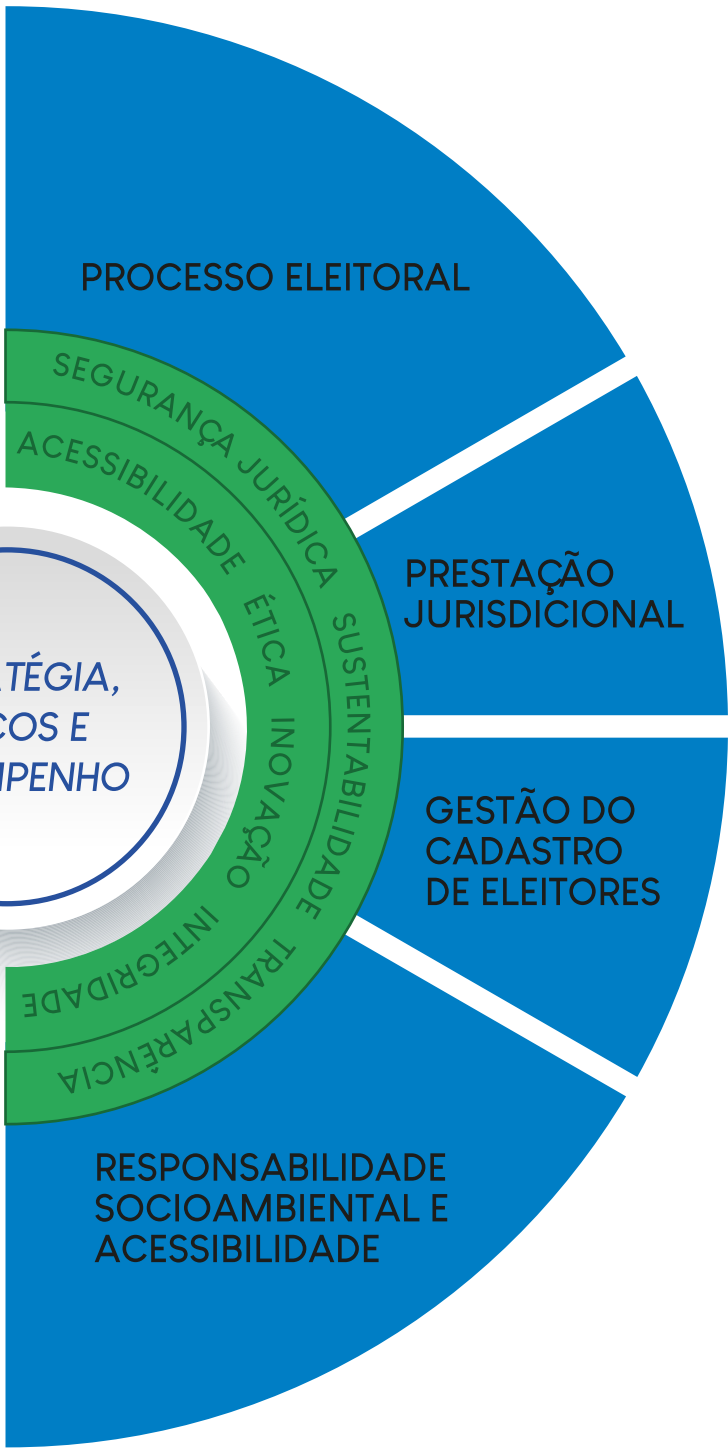 PROCESSO ELEITORAL
SEGURANÇA JURÍDICA
SUSTENTABILIDADE
TRANSPARÊNCIA
ACESSIBILIDADE
ÉTICA
INOVAÇÃO
INTEGRIDADE
TÉGIA,
COS E
PENHO
PRESTAÇÃO
JURISDICIONAL
GESTÃO DO
CADASTRO
DE ELEITORES
RESPONSABILIDADE
SOCIOAMBIENTAL E
ACESSIBILIDADE